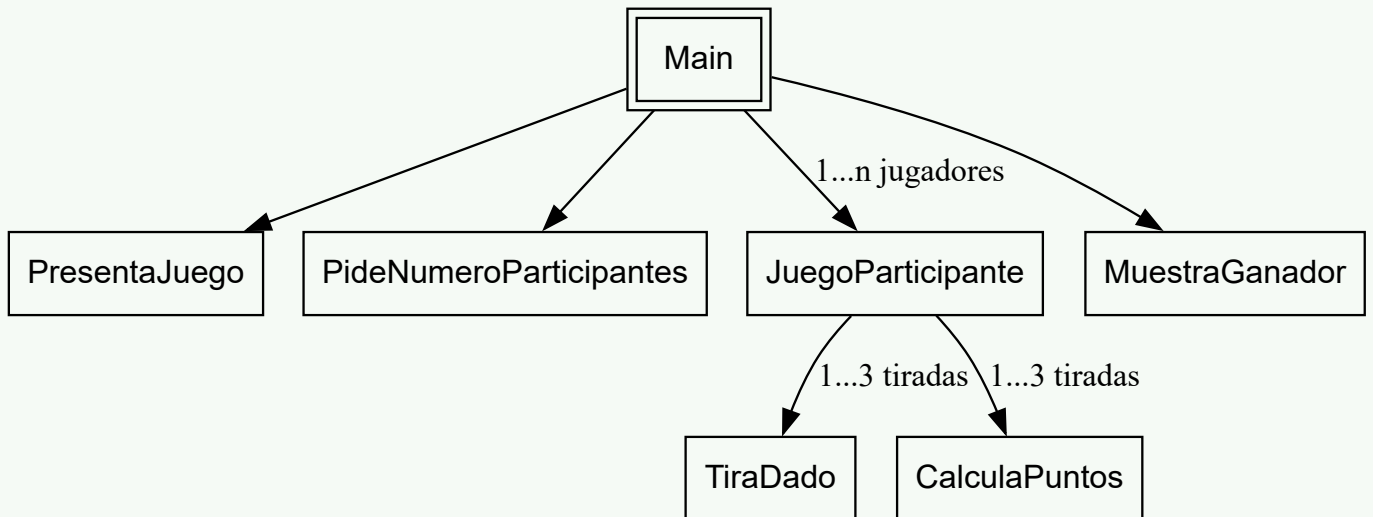 Main
1...n jugadores
PresentaJuego
PideNumeroParticipantes
JuegoParticipante
MuestraGanador
1...3 tiradas
1...3 tiradas
TiraDado
CalculaPuntos